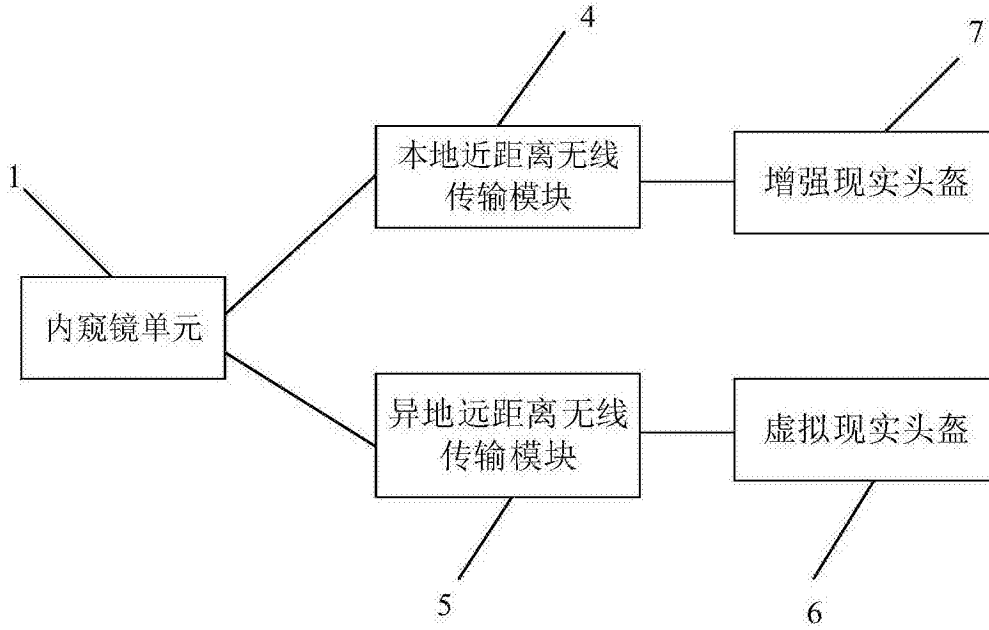 4
7
本地近距离无线
传输模块
增强现实头盔
1
内窥镜单元
异地远距离无线
传输模块
虚拟现实头盔
5
6